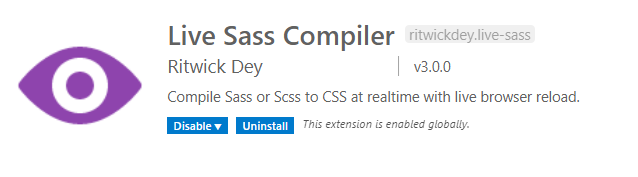 Live Sass Compiler ritwickdey.live-sass
Ritwick Dey v3.0.0
Compile Sass or Scss to CSS at realtime with live browser reload.
Disable Uninstall This extension is enabled globally.